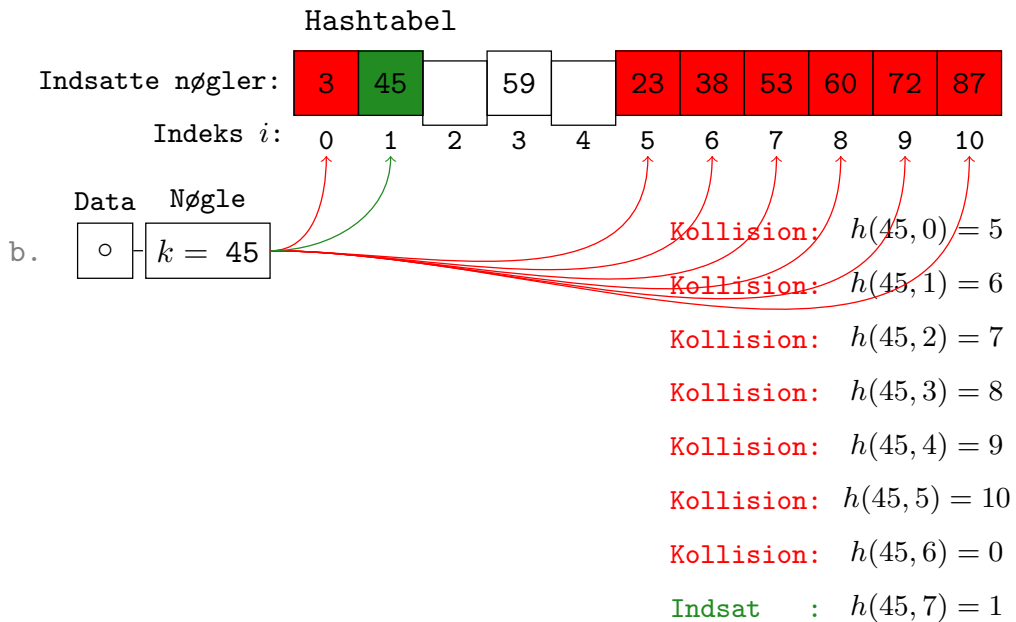 Hashtabel
Indsatte nøgler: 3 45 59 23 38 53 60 72 87
Indeks i: 0 1 2 3 4 5 6 7 8 9 10
Data Nøgle
b. k = 45
Kollision: h(45, 0) = 5
Kollision: h(45, 1) = 6
Kollision: h(45, 2) = 7
Kollision: h(45, 3) = 8
Kollision: h(45, 4) = 9
Kollision: h(45, 5) = 10
Kollision: h(45, 6) = 0
Indsat : h(45, 7) = 1